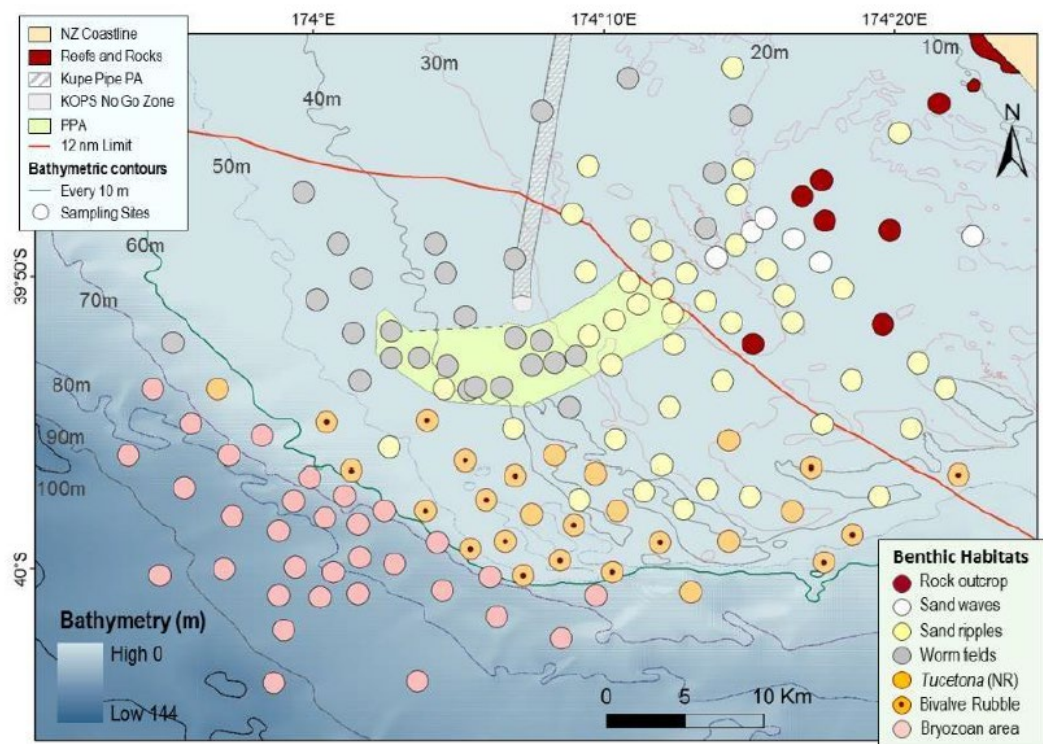 174°E
174°10'E
174°20'E
NZ Coastline
Reefs and Rocks
Kupe Pipe PA
KOPS No Go Zone
PPA
12 nm Limit
Bathymetric contours
Every 10 m
Sampling Sites
10m
20m
30m
40m
50m
60m
70m
80m
90m
100m
N
39°50'S
40°S
Bathymetry (m)
High 0
Low 144
0 5 10 Km
Benthic Habitats
Rock outcrop
Sand waves
Sand ripples
Worm fields
Tucetona (NR)
Bivalve Rubble
Bryozoan area